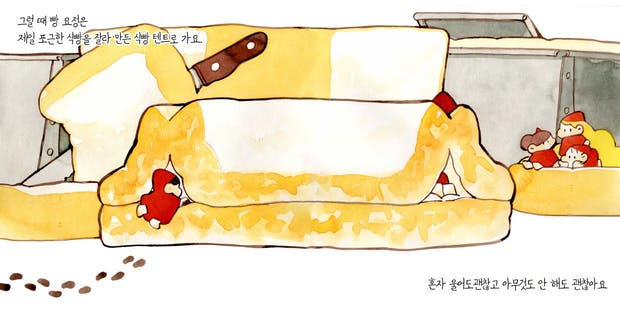 그럴 때 빵 요정은
제일 포근한 식빵을 잘라 만든 식빵 텐트로 가요.
혼자 울어도괜찮고 아무것도 안 해도 괜찮아요